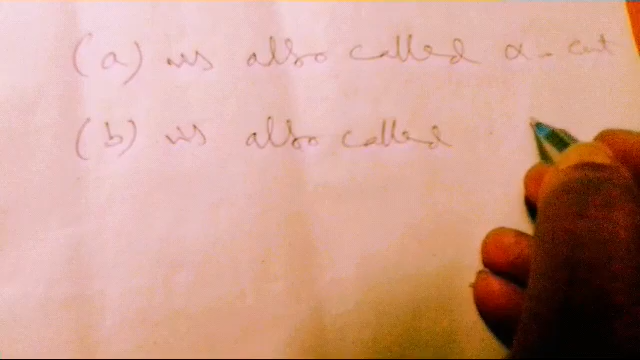 (a) is also called α-cut
(b) is also called